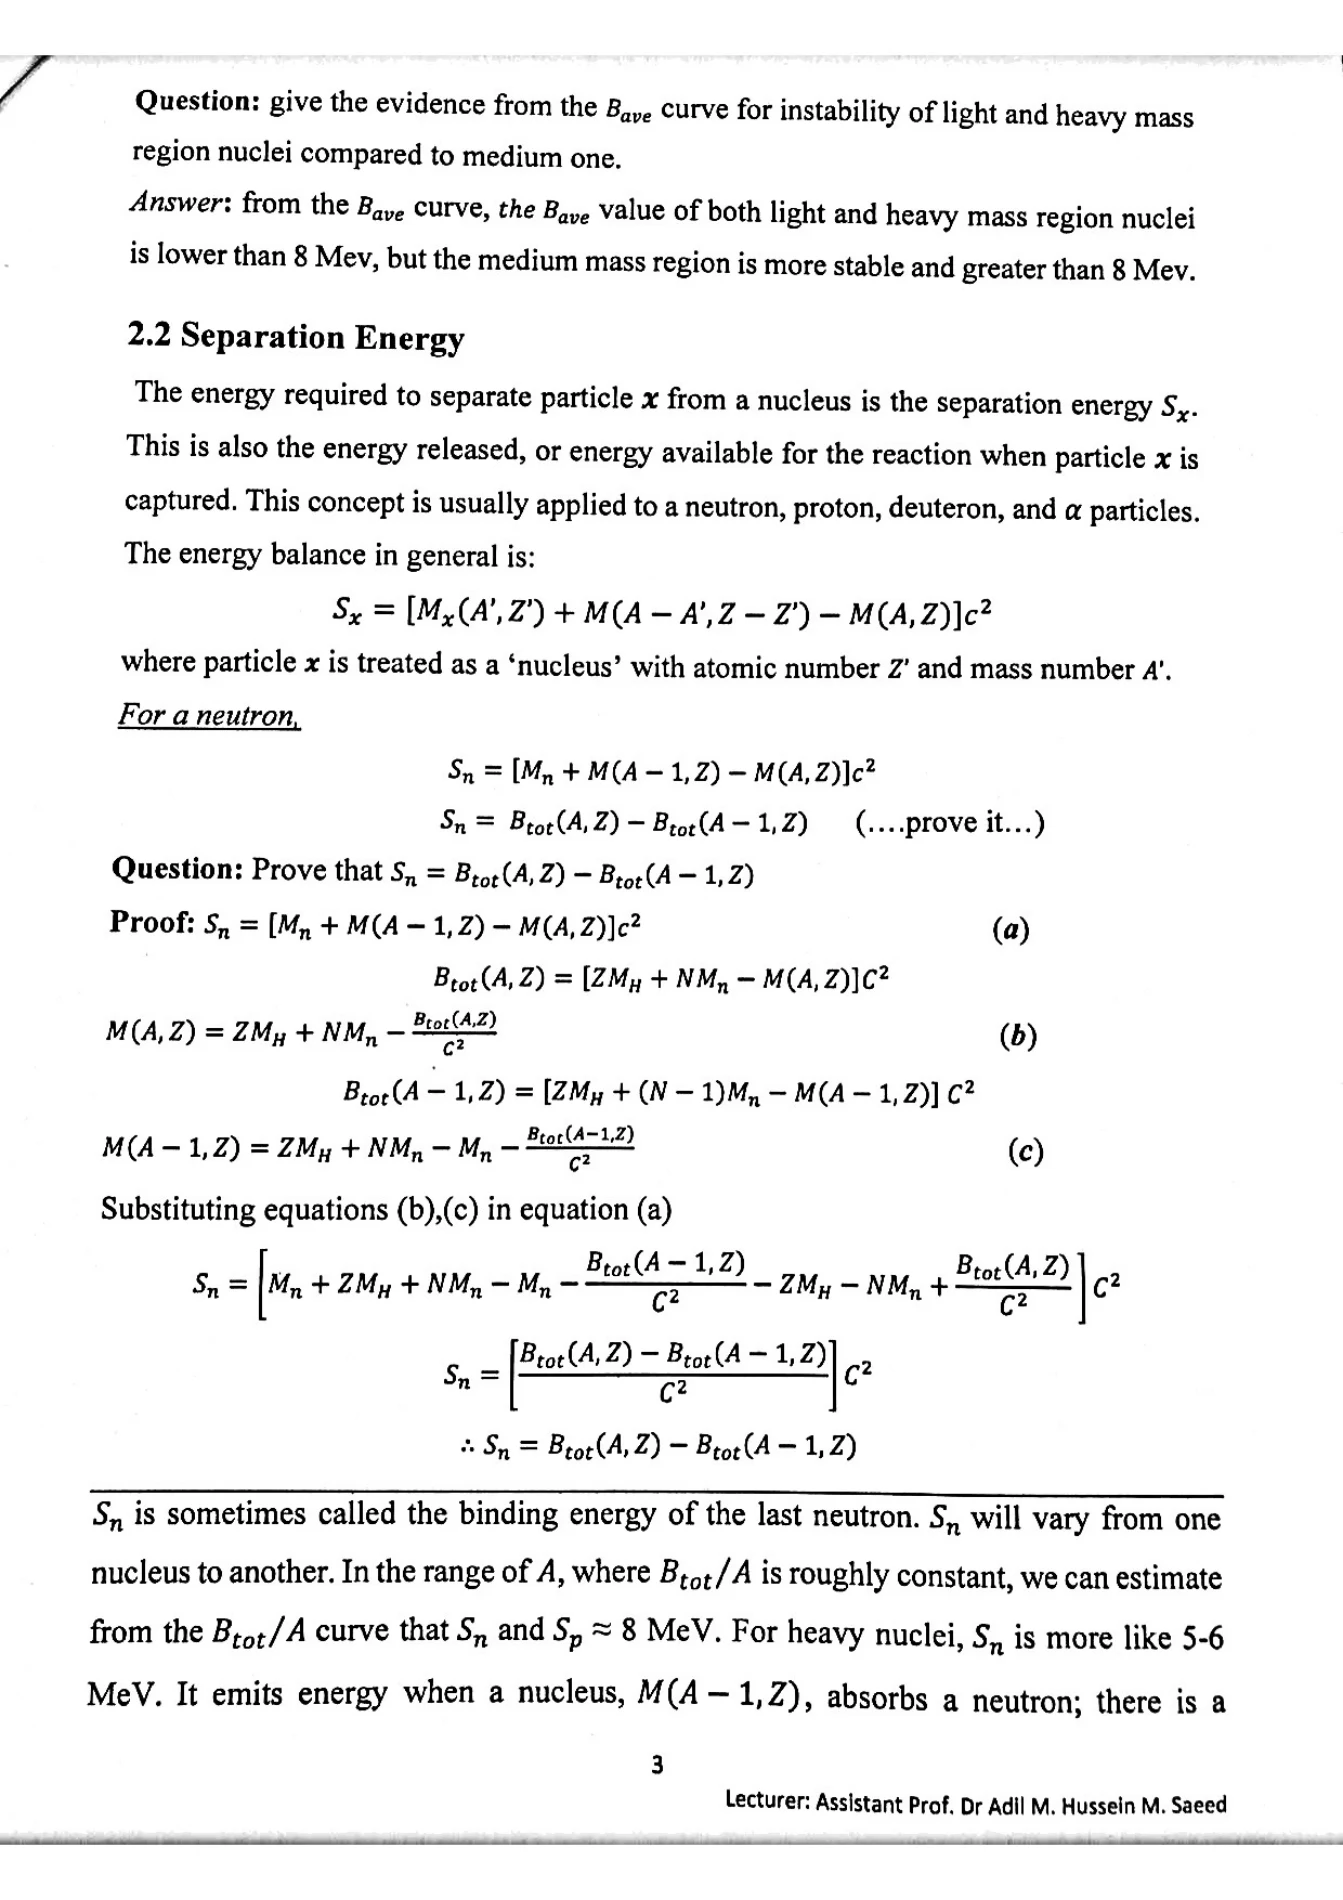 Question: give the evidence from the B_ave curve for instability of light and heavy mass
region nuclei compared to medium one.
Answer: from the B_ave curve, the B_ave value of both light and heavy mass region nuclei
is lower than 8 Mev, but the medium mass region is more stable and greater than 8 Mev.
2.2 Separation Energy
The energy required to separate particle x from a nucleus is the separation energy S_x.
This is also the energy released, or energy available for the reaction when particle x is
captured. This concept is usually applied to a neutron, proton, deuteron, and α particles.
The energy balance in general is:
S_x = [M_x(A', Z') + M(A − A', Z − Z') − M(A, Z)]c²
where particle x is treated as a ‘nucleus’ with atomic number Z' and mass number A'.
For a neutron,
S_n = [M_n + M(A − 1, Z) − M(A, Z)]c²
S_n = B_tot(A, Z) − B_tot(A − 1, Z) (....prove it...)
Question: Prove that S_n = B_tot(A, Z) − B_tot(A − 1, Z)
Proof: S_n = [M_n + M(A − 1, Z) − M(A, Z)]c² (a)
B_tot(A, Z) = [ZM_H + NM_n − M(A, Z)]C²
M(A, Z) = ZM_H + NM_n − B_tot(A,Z)/C² (b)
B_tot(A − 1, Z) = [ZM_H + (N − 1)M_n − M(A − 1, Z)] C²
M(A − 1, Z) = ZM_H + NM_n − M_n − B_tot(A−1,Z)/C² (c)
Substituting equations (b),(c) in equation (a)
S_n = [M_n + ZM_H + NM_n − M_n − B_tot(A − 1, Z)/C² − ZM_H − NM_n + B_tot(A, Z)/C²] C²
S_n = [B_tot(A, Z) − B_tot(A − 1, Z)/C²] C²
∴ S_n = B_tot(A, Z) − B_tot(A − 1, Z)
S_n is sometimes called the binding energy of the last neutron. S_n will vary from one
nucleus to another. In the range of A, where B_tot/A is roughly constant, we can estimate
from the B_tot/A curve that S_n and S_p ≈ 8 MeV. For heavy nuclei, S_n is more like 5-6
MeV. It emits energy when a nucleus, M(A − 1, Z), absorbs a neutron; there is a
3
Lecturer: Assistant Prof. Dr Adil M. Hussein M. Saeed